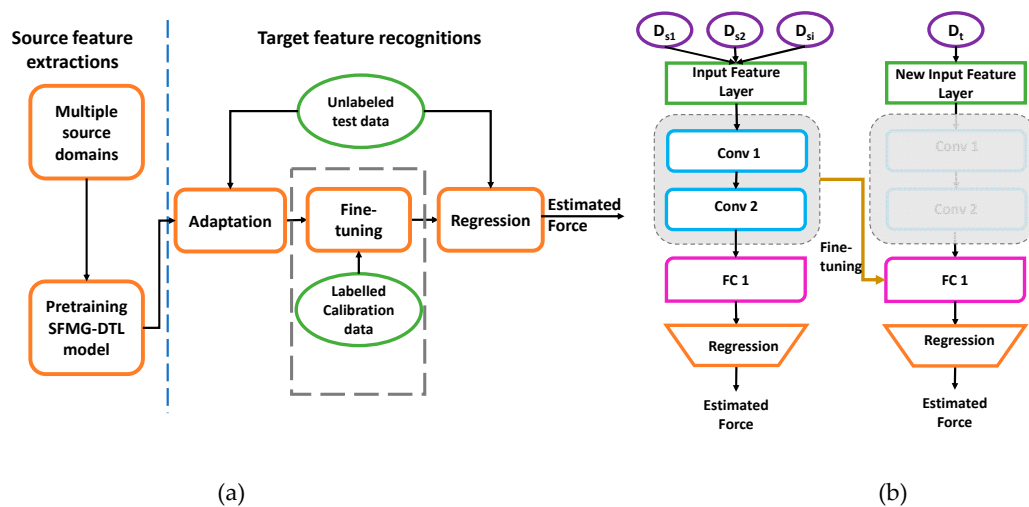 Source feature
extractions
Target feature recognitions
Multiple
source
domains
Pretraining
SFMG-DTL
model
Unlabeled
test data
Adaptation
Fine-
tuning
Regression
Estimated
Force
Labelled
Calibration
data
(a)
Ds1
Ds2
Dsi
Input Feature
Layer
Conv 1
Conv 2
FC 1
Regression
Estimated
Force
Fine-
tuning
Dt
New Input Feature
Layer
Conv 1
Conv 2
FC 1
Regression
Estimated
Force
(b)